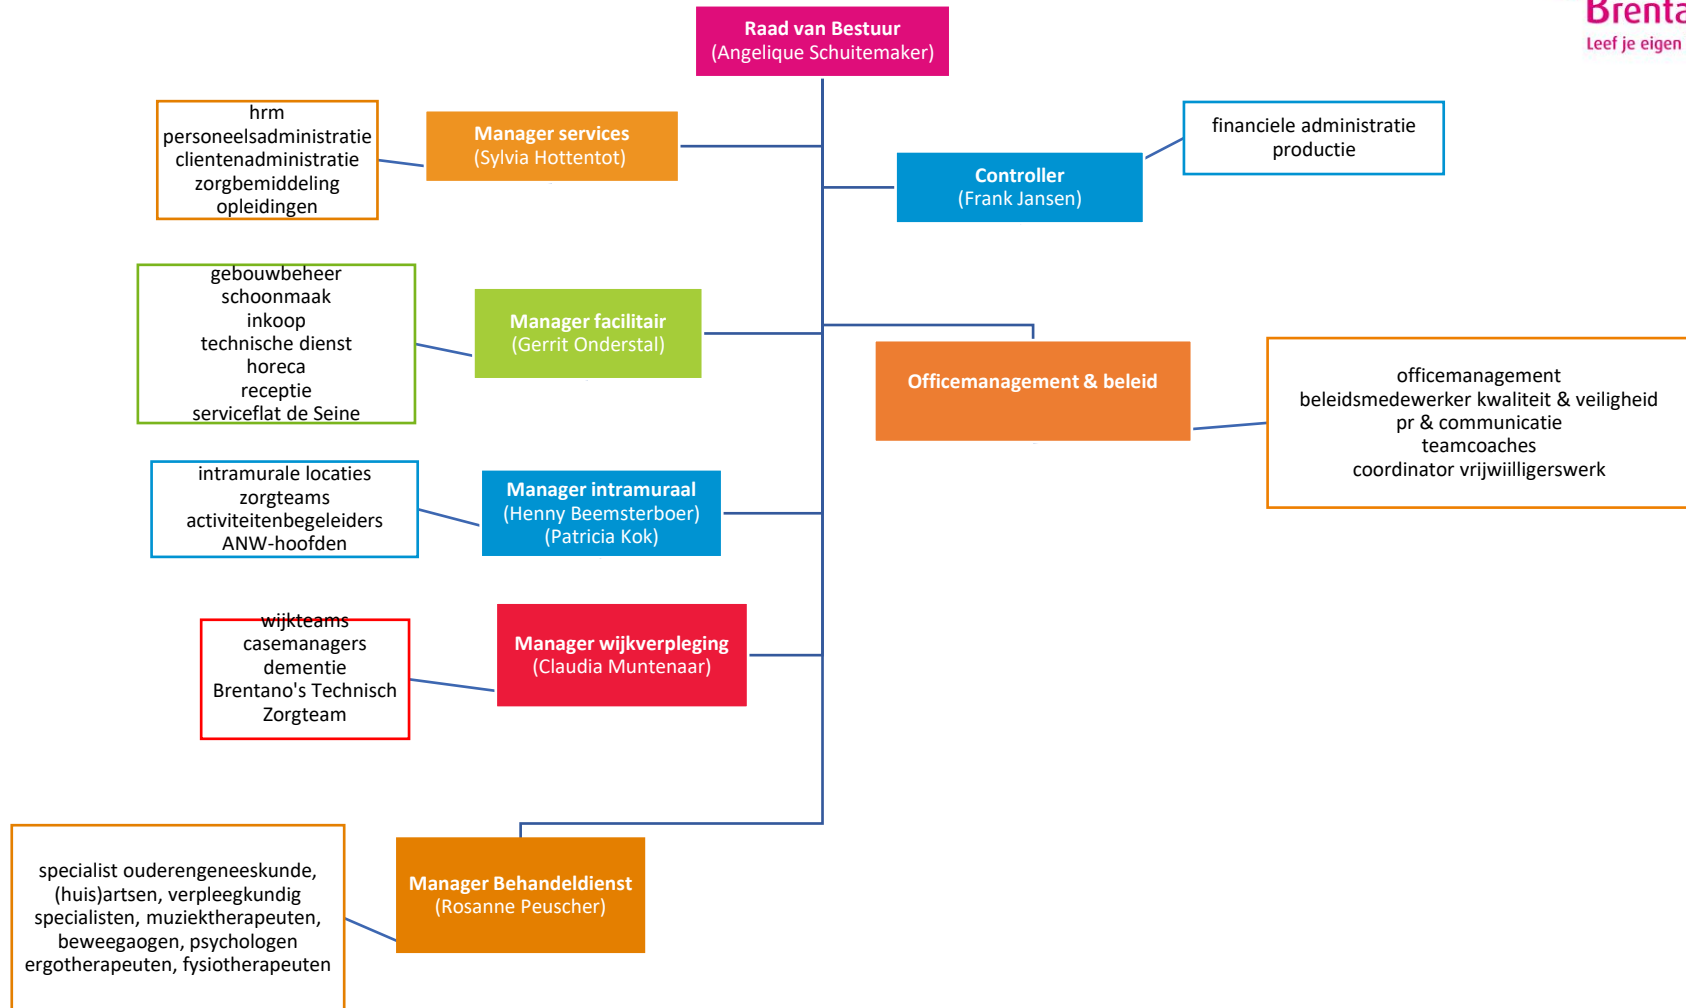 Raad van Bestuur
(Angelique Schuitemaker)
Leef je eigen
hrm
personeelsadministratie
clientenadministratie
zorgbemiddeling
opleidingen
Manager services
(Sylvia Hottentot)
Controller
(Frank Jansen)
financiele administratie
productie
gebouwbeheer
schoonmaak
inkoop
technische dienst
horeca
receptie
serviceflat de Seine
Manager facilitair
(Gerrit Onderstal)
Officemanagement & beleid
officemanagement
beleidsmedewerker kwaliteit & veiligheid
pr & communicatie
teamcoaches
coordinator vrijwiilligerswerk
intramurale locaties
zorgteams
activiteitenbegeleiders
ANW-hoofden
Manager intramuraal
(Henny Beemsterboer)
(Patricia Kok)
wijkteams
casemanagers
dementie
Brentano's Technisch
Zorgteam
Manager wijkverpleging
(Claudia Muntenaar)
specialist ouderengeneeskunde,
(huis)artsen, verpleegkundig
specialisten, muziektherapeuten,
beweegaogen, psychologen
ergotherapeuten, fysiotherapeuten
Manager Behandeldienst
(Rosanne Peuscher)